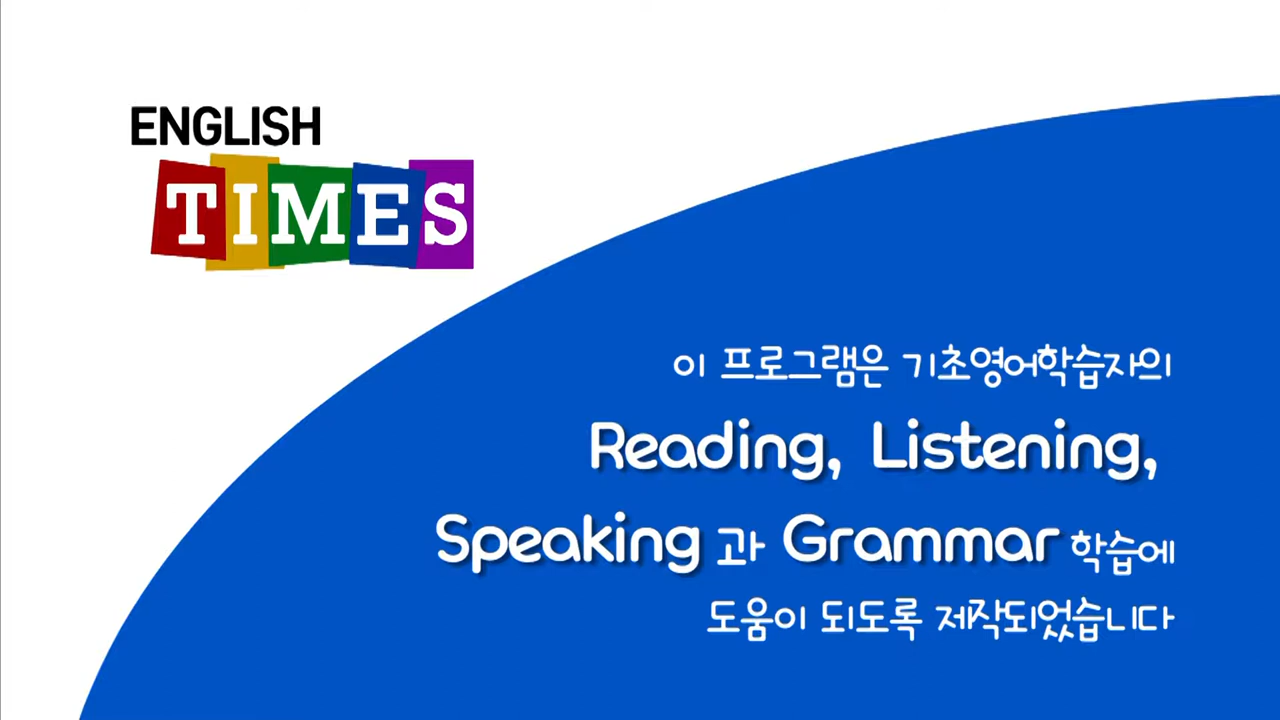 ENGLISH
TIMES
이 프로그램은 기초영어학습자의
Reading, Listening,
Speaking 과 Grammar 학습에
도움이 되도록 제작되었습니다